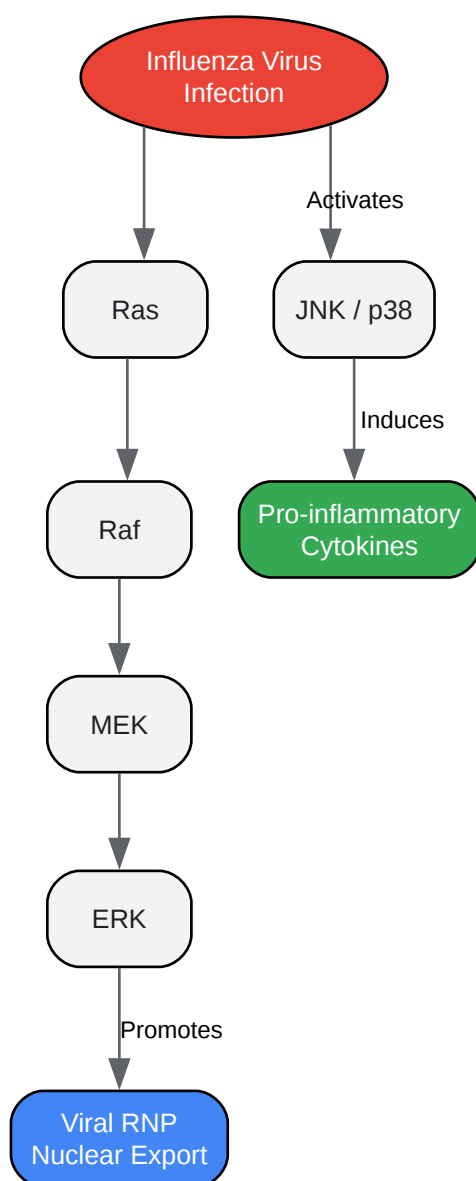 Influenza Virus
Infection
Activates
Ras
JNK / p38
Induces
Raf
Pro-inflammatory
Cytokines
MEK
ERK
Promotes
Viral RNP
Nuclear Export